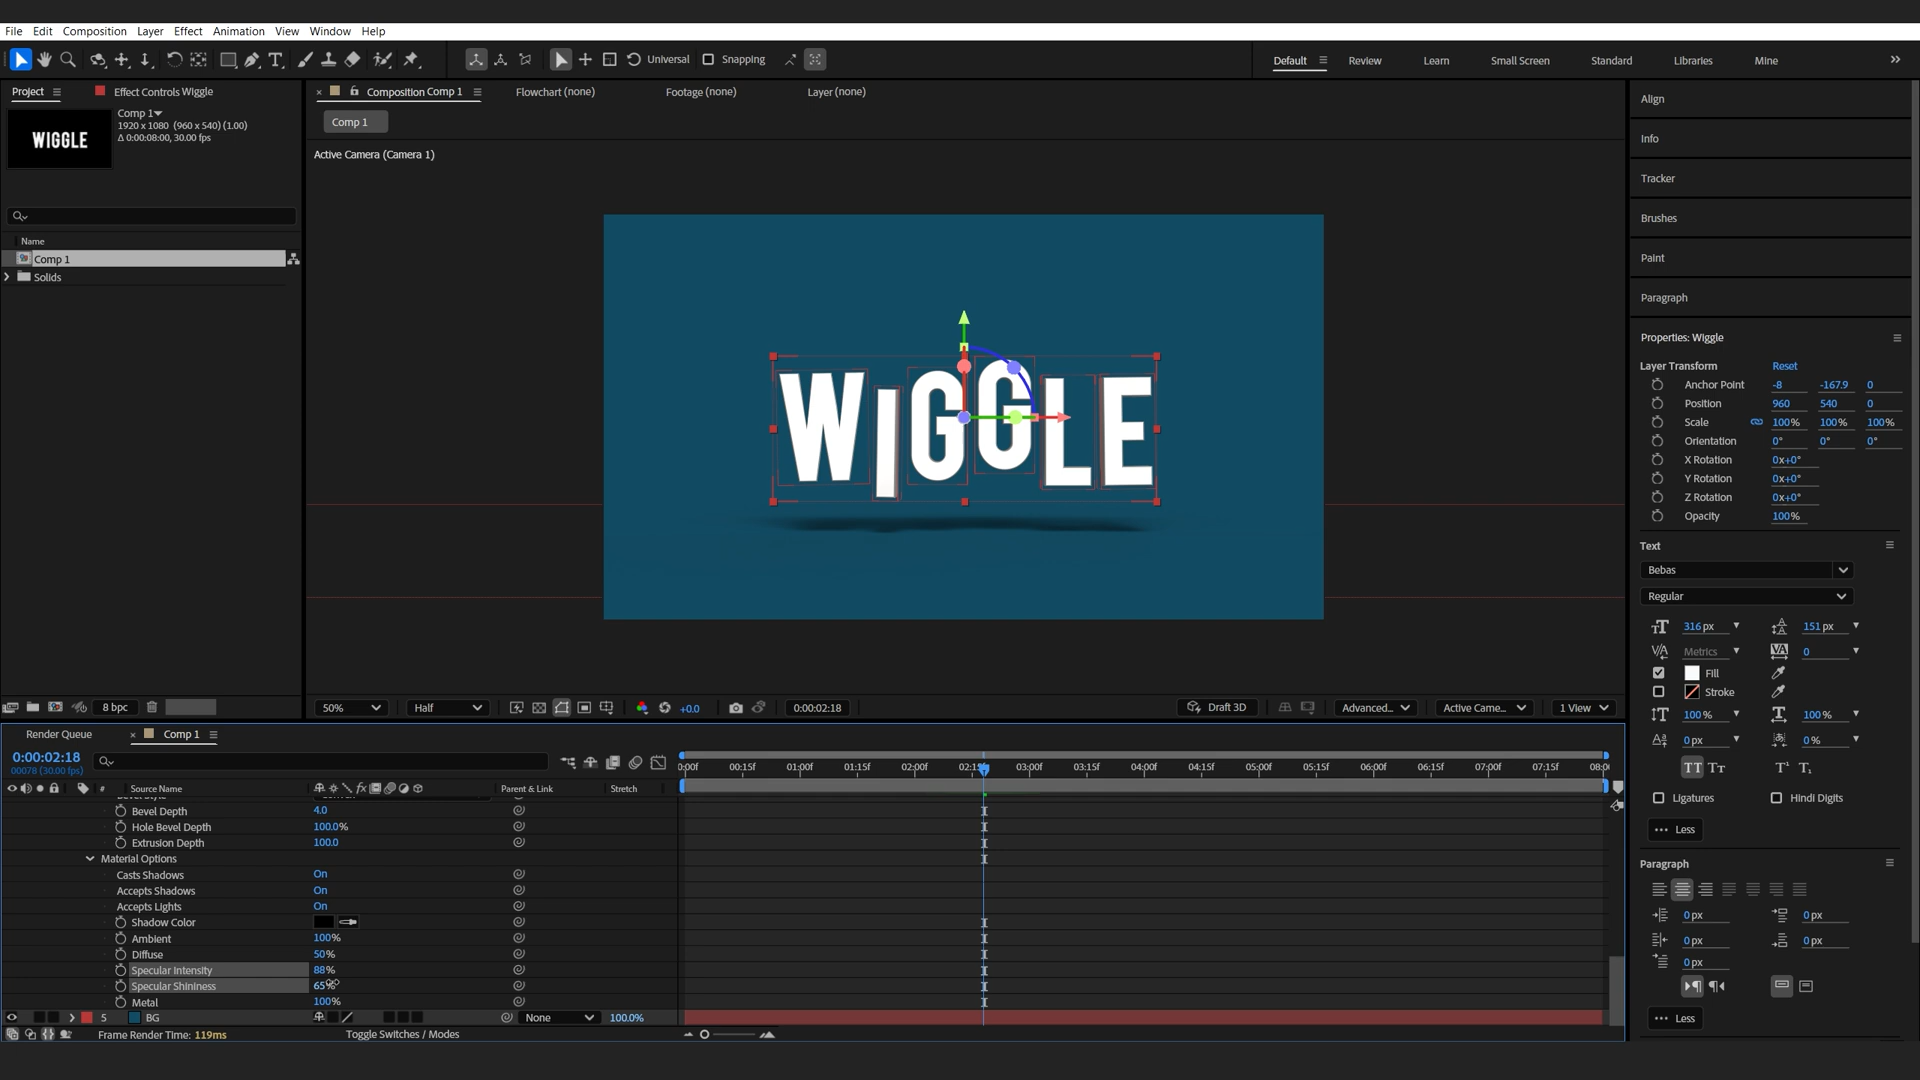 File Edit Composition Layer Effect Animation View Window Help
Universal Snapping Default Review Learn Small Screen Standard Libraries Mine
Project Effect Controls Wiggle
Composition Comp 1 Flowchart (none) Footage (none) Layer (none)
WIGGLE
Comp 1
1920 x 1080 (960 x 540) (1.00)
Δ 0:00:08:00, 30.00 fps
Comp 1
Active Camera (Camera 1)
Name
Comp 1
Solids
8 bpc
WIGGLE
50% Half +0.0 0:00:02:18 Draft 3D Advanced... Active Came... 1 View
Align
Info
Tracker
Brushes
Paint
Paragraph
Properties: Wiggle
Layer Transform Reset
Anchor Point -8 -167.9 0
Position 960 540 0
Scale 100% 100% 100%
Orientation 0° 0° 0°
X Rotation 0x+0°
Y Rotation 0x+0°
Z Rotation 0x+0°
Opacity 100%
Text
Bebas
Regular
316 px 151 px
Metrics 0
Fill
Stroke
100 % 100 %
0 px 0 %
Ligatures Hindi Digits
Less
Paragraph
0 px 0 px
0 px 0 px
0 px
Less
Render Queue Comp 1
0:00:02:18
00078 (30.00 fps)
00:15f 01:00f 01:15f 02:00f 03:00f 03:15f 04:00f 04:15f 05:00f 05:15f 06:00f 06:15f 07:00f 07:15f
# Source Name Parent & Link Stretch
Bevel Depth 4.0
Hole Bevel Depth 100.0%
Extrusion Depth 100.0
Material Options
Casts Shadows On
Accepts Shadows On
Accepts Lights On
Shadow Color
Ambient 100%
Diffuse 50%
Specular Intensity 88%
Specular Shininess 65%
Metal 100%
5 BG None 100.0%
Frame Render Time: 119ms Toggle Switches / Modes